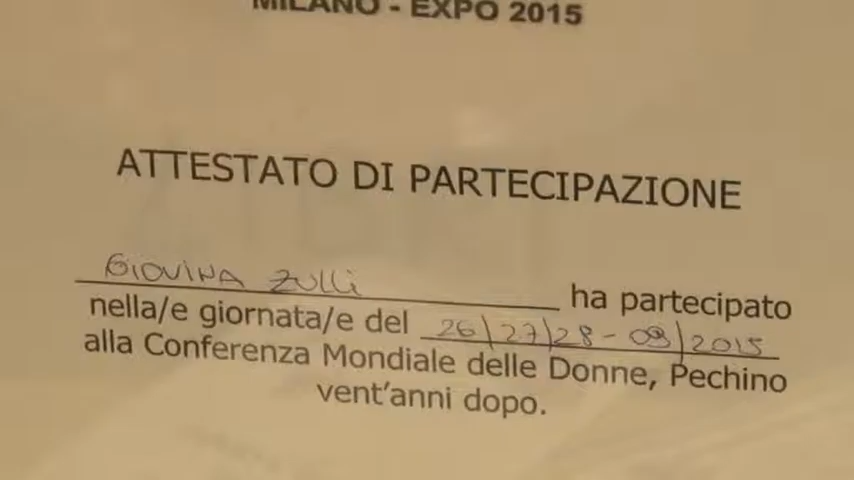 MILANO - EXPO 2015
ATTESTATO DI PARTECIPAZIONE
GIOVINA ZULLI ha partecipato
nella/e giornata/e del 26/27/28-09/2015
alla Conferenza Mondiale delle Donne, Pechino
vent'anni dopo.